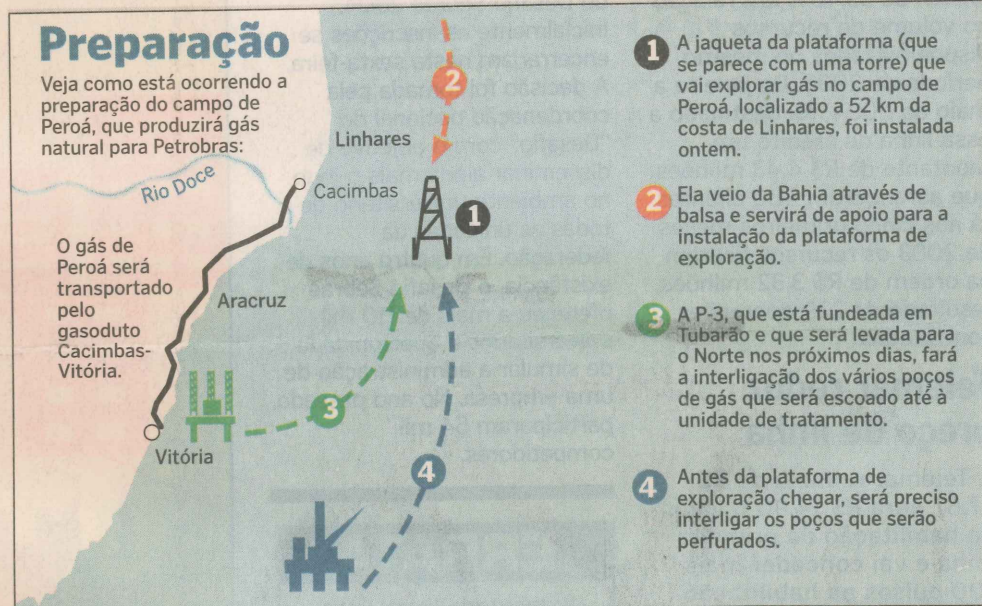 Preparação
Veja como está ocorrendo a
preparação do campo de
Peroá, que produzirá gás
natural para Petrobras:
2
Linhares
Rio Doce
Cacimbas
1
O gás de
Peroá será
transportado
pelo
gasoduto
Cacimbas-
Vitória.
Aracruz
3
Vitória
4
1
A jaqueta da plataforma (que
se parece com uma torre) que
vai explorar gás no campo de
Peroá, localizado a 52 km da
costa de Linhares, foi instalada
ontem.
2
Ela veio da Bahia através de
balsa e servirá de apoio para a
instalação da plataforma de
exploração.
3
A P-3, que está fundeada em
Tubarão e que será levada para
o Norte nos próximos dias, fará
a interligação dos vários poços
de gás que será escoado até à
unidade de tratamento.
4
Antes da plataforma de
exploração chegar, será preciso
interligar os poços que serão
perfurados.